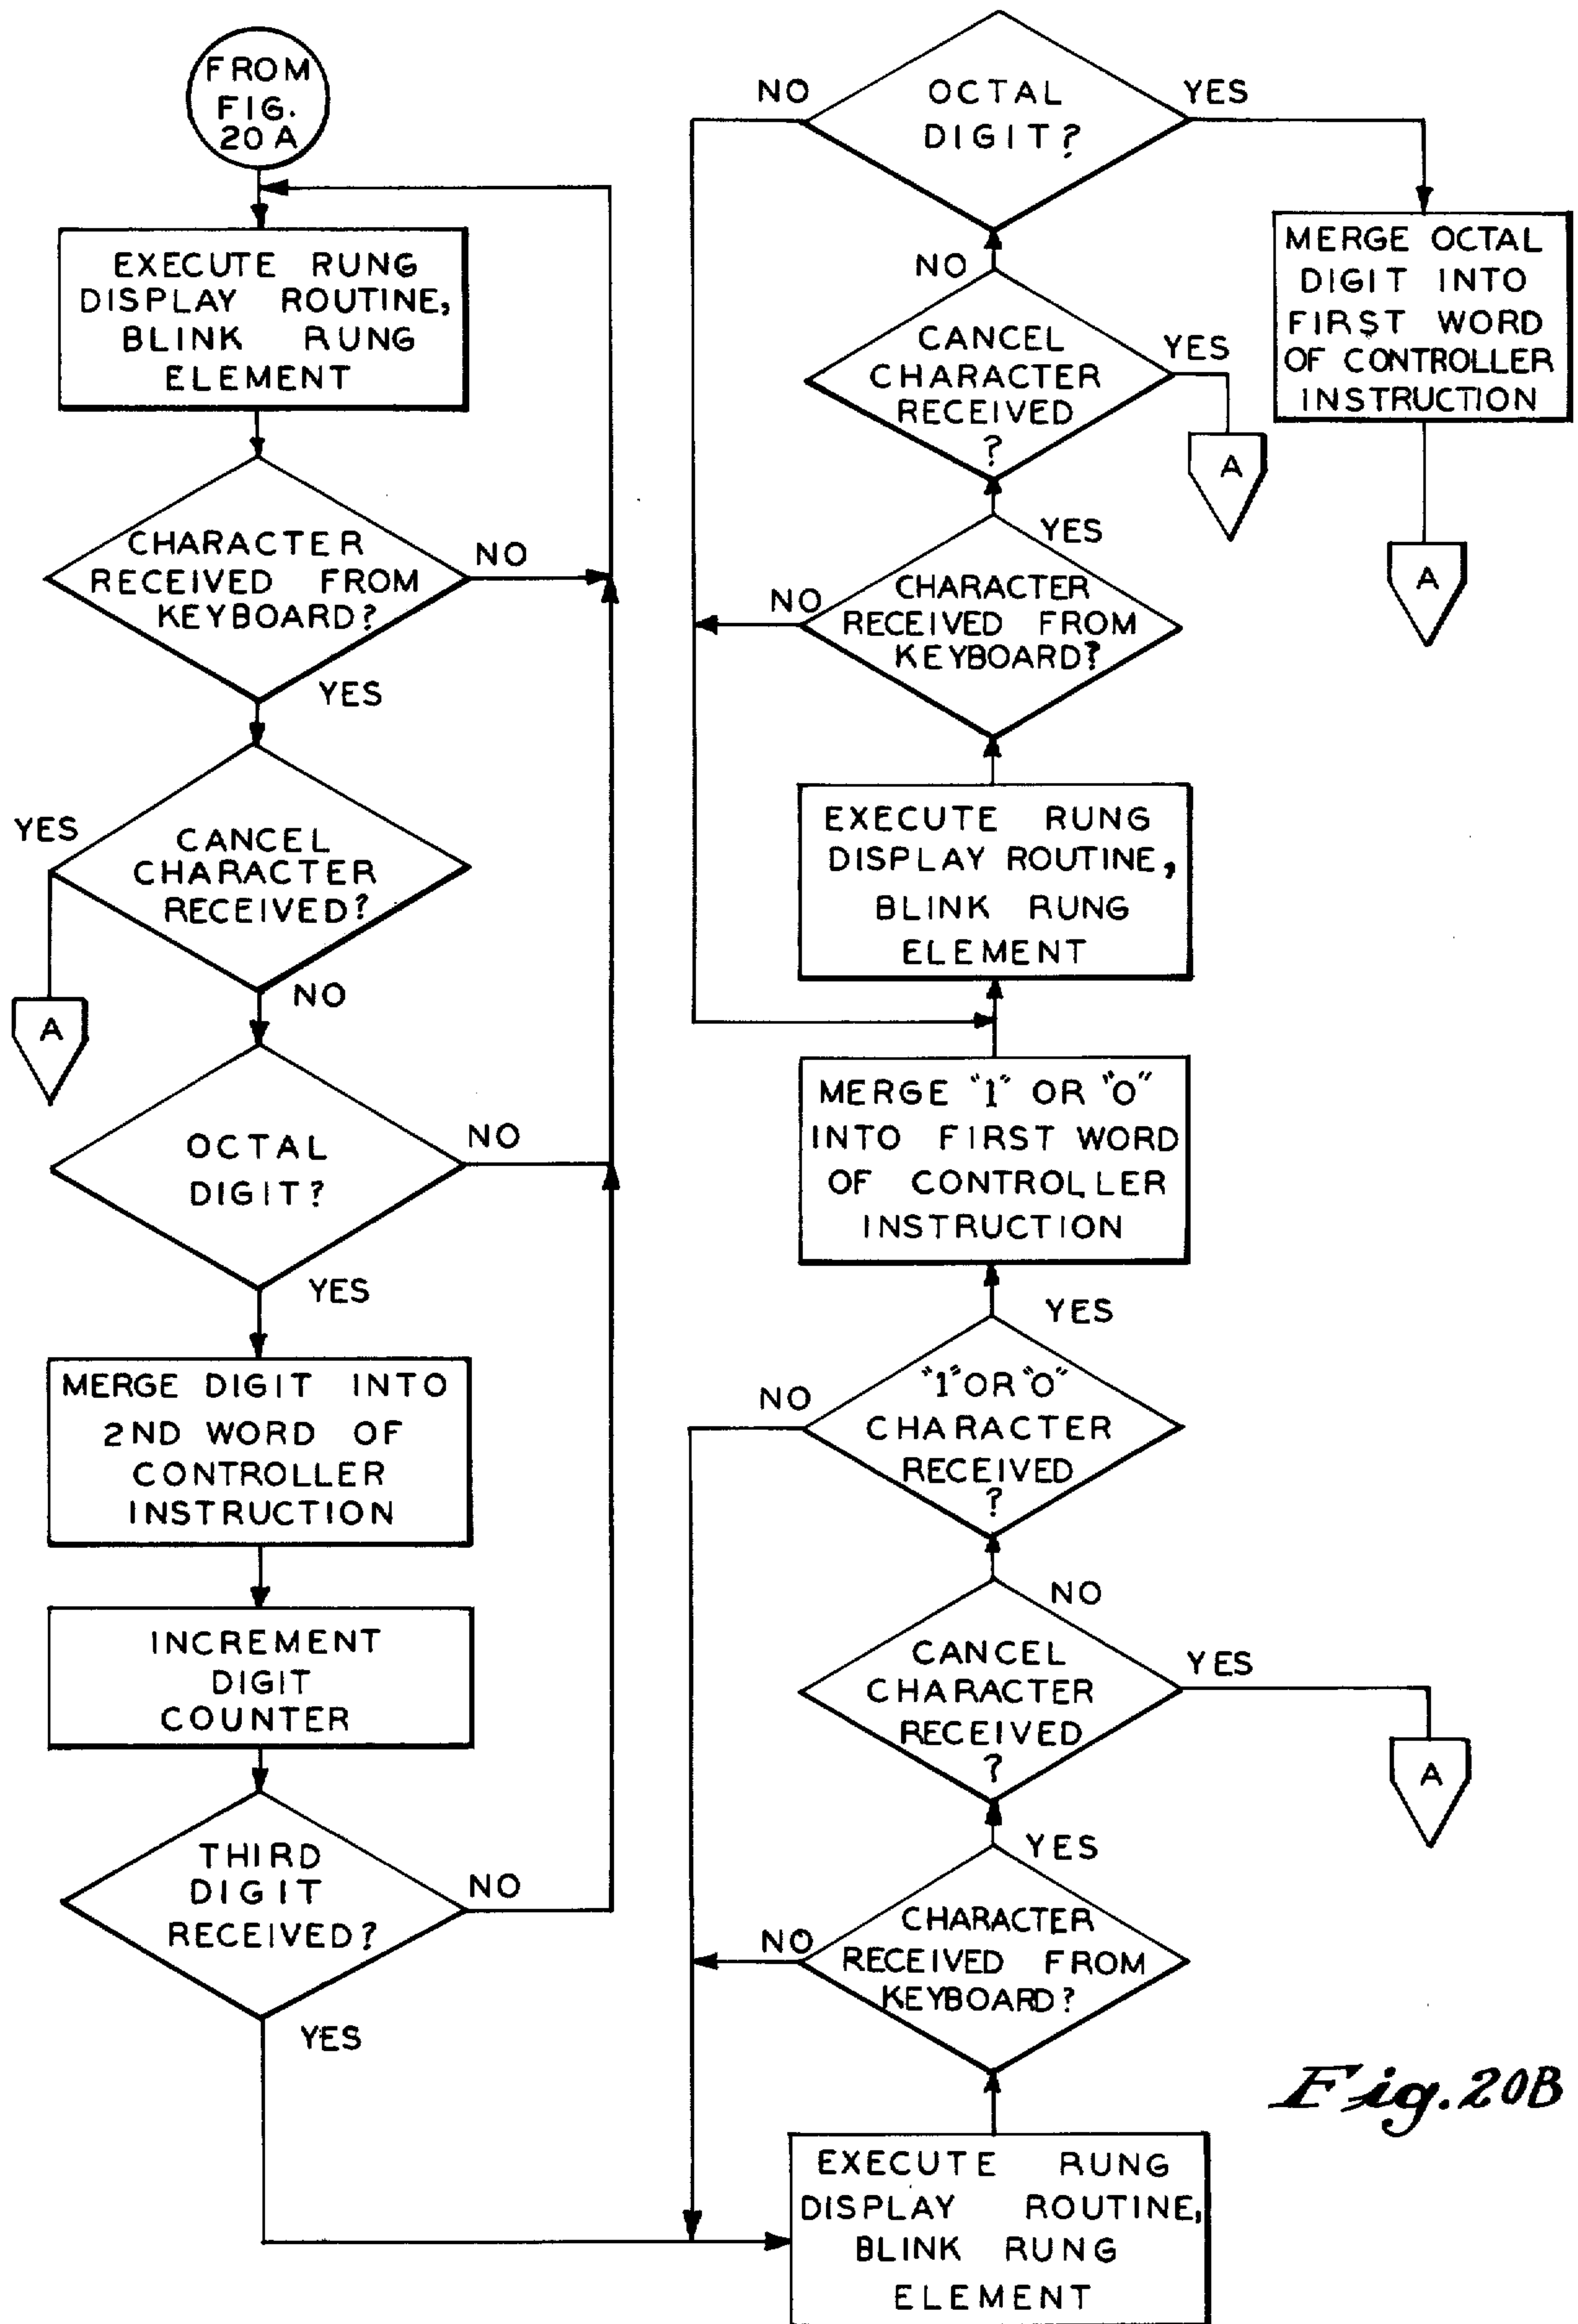 FROM
FIG.
20A
EXECUTE RUNG
DISPLAY ROUTINE,
BLINK RUNG
ELEMENT
CHARACTER
RECEIVED FROM
KEYBOARD?
NO
YES
CANCEL
CHARACTER
RECEIVED?
YES
A
NO
OCTAL
DIGIT?
NO
YES
MERGE DIGIT INTO
2ND WORD OF
CONTROLLER
INSTRUCTION
INCREMENT
DIGIT
COUNTER
THIRD
DIGIT
RECEIVED?
NO
YES
OCTAL
DIGIT?
NO
YES
MERGE OCTAL
DIGIT INTO
FIRST WORD
OF CONTROLLER
INSTRUCTION
A
NO
CANCEL
CHARACTER
RECEIVED
?
YES
A
YES
CHARACTER
RECEIVED FROM
KEYBOARD?
NO
EXECUTE RUNG
DISPLAY ROUTINE,
BLINK RUNG
ELEMENT
MERGE "1" OR "0"
INTO FIRST WORD
OF CONTROLLER
INSTRUCTION
YES
"1" OR "0"
CHARACTER
RECEIVED
?
NO
NO
CANCEL
CHARACTER
RECEIVED
?
YES
A
YES
CHARACTER
RECEIVED FROM
KEYBOARD?
NO
EXECUTE RUNG
DISPLAY ROUTINE,
BLINK RUNG
ELEMENT
Fig. 20B